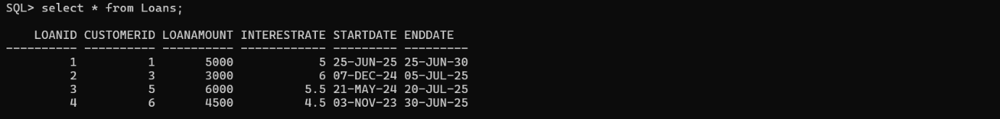 SQL> select * from Loans;
    LOANID CUSTOMERID LOANAMOUNT INTERESTRATE STARTDATE ENDDATE
---------- ---------- ---------- ------------ --------- ---------
         1          1       5000            5 25-JUN-25 25-JUN-30
         2          3       3000            6 07-DEC-24 05-JUL-25
         3          5       6000          5.5 21-MAY-24 20-JUL-25
         4          6       4500          4.5 03-NOV-23 30-JUN-25